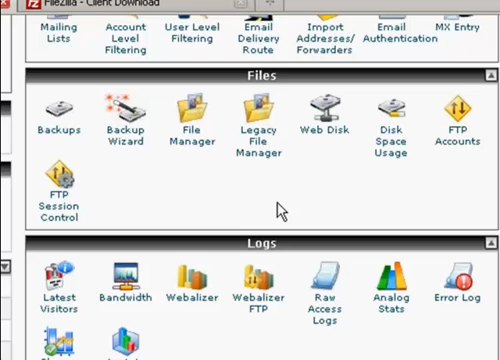 FileZilla - Client Download
Mailing Lists
Account Level Filtering
User Level Filtering
Email Delivery Route
Import Addresses/ Forwarders
Email Authentication
MX Entry
Files
Backups
Backup Wizard
File Manager
Legacy File Manager
Web Disk
Disk Space Usage
FTP Accounts
FTP Session Control
Logs
Latest Visitors
Bandwidth
Webalizer
Webalizer FTP
Raw Access Logs
Analog Stats
Error Log